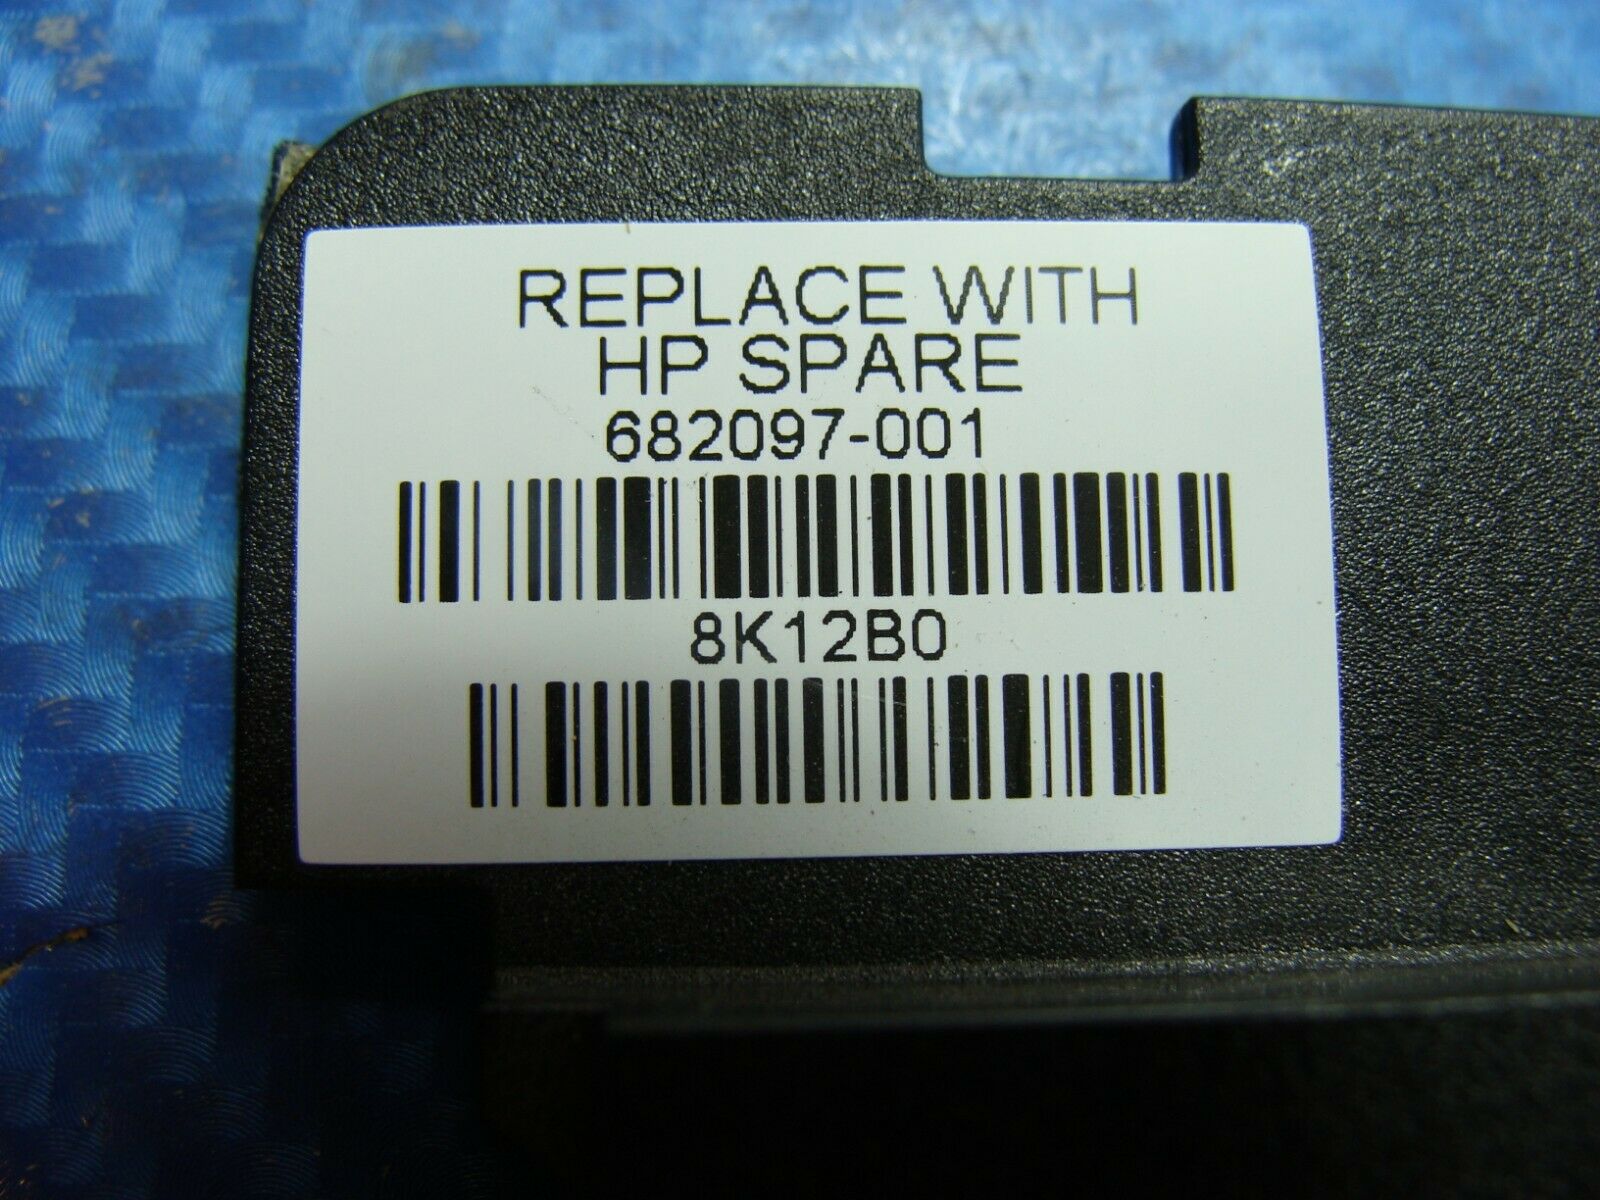 REPLACE WITH
HP SPARE
682097-001
8K12B0